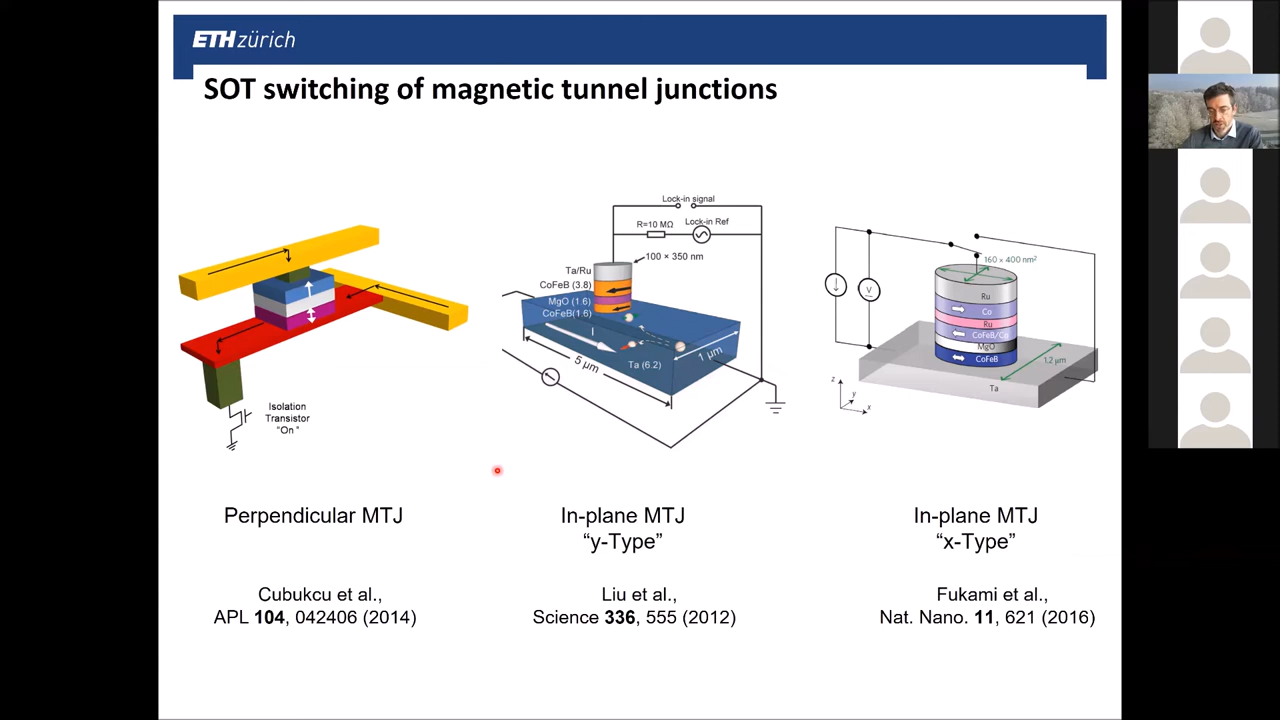 ETH zürich
SOT switching of magnetic tunnel junctions
Isolation
Transistor
"On"
Lock-in signal
R=10 MΩ
Lock-in Ref
100 × 350 nm
Ta/Ru
CoFeB (3.8)
MgO (1.6)
CoFeB(1.6)
I
5 μm
Ta (6.2)
1 μm
V
160 × 400 nm²
Ru
Co
Ru
CoFeB/Co
MgO
CoFeB
Ta
1.2 μm
z
y
x
Perpendicular MTJ
In-plane MTJ
“y-Type”
In-plane MTJ
“x-Type”
Cubukcu et al.,
APL 104, 042406 (2014)
Liu et al.,
Science 336, 555 (2012)
Fukami et al.,
Nat. Nano. 11, 621 (2016)